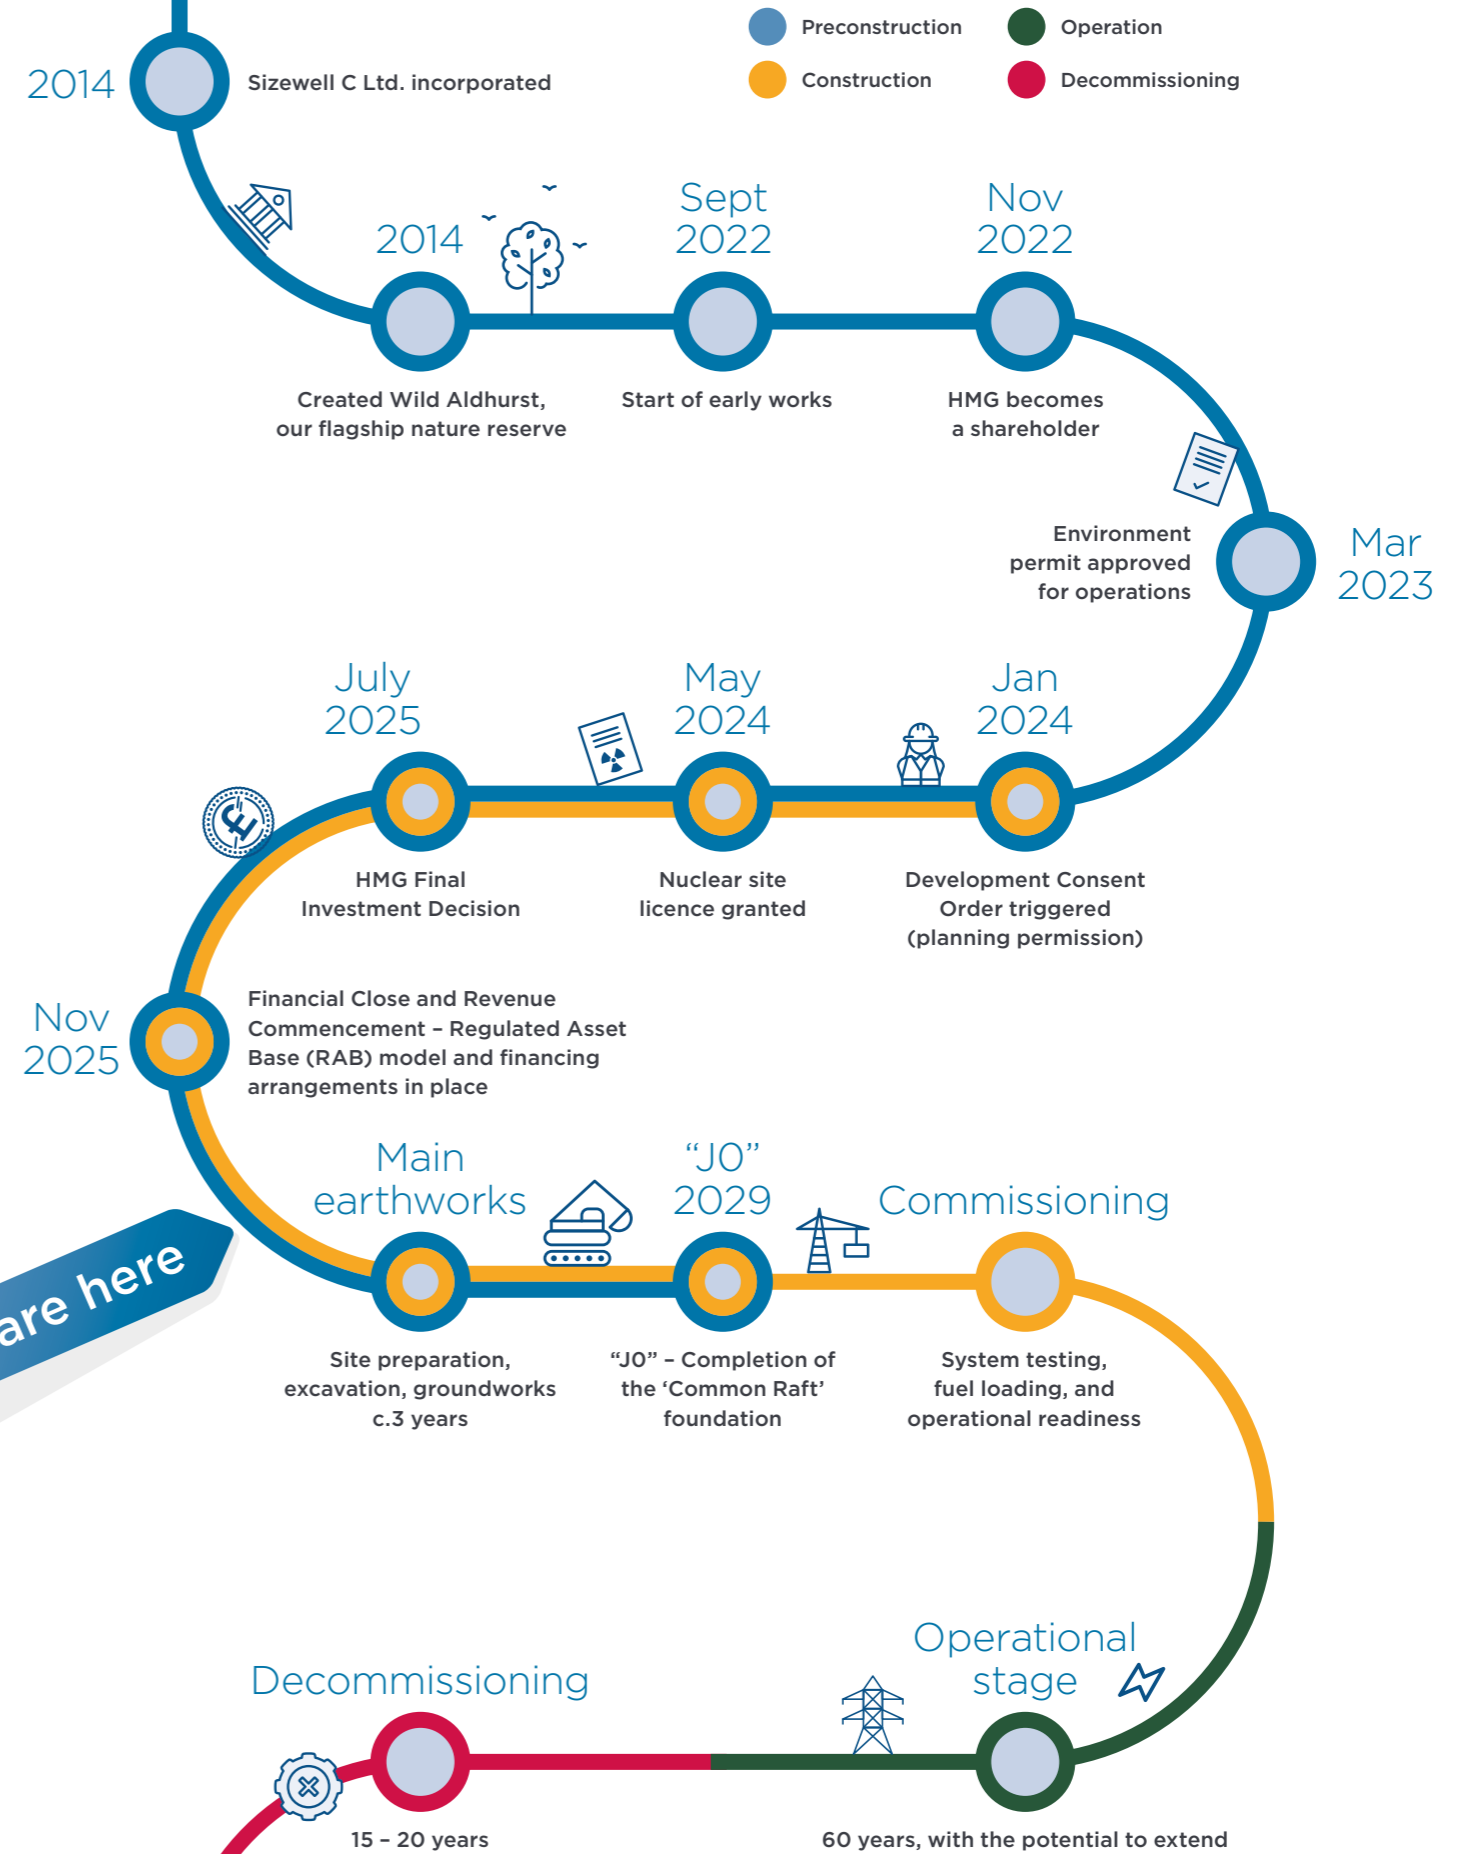 Preconstruction
Operation
Construction
Decommissioning
2014
Sizewell C Ltd. incorporated
2014
Created Wild Aldhurst,
our flagship nature reserve
Sept
2022
Start of early works
Nov
2022
HMG becomes
a shareholder
Mar
2023
Environment
permit approved
for operations
Jan
2024
Development Consent
Order triggered
(planning permission)
May
2024
Nuclear site
licence granted
July
2025
HMG Final
Investment Decision
£
Nov
2025
Financial Close and Revenue
Commencement – Regulated Asset
Base (RAB) model and financing
arrangements in place
are here
Main
earthworks
Site preparation,
excavation, groundworks
c.3 years
“J0”
2029
“J0” – Completion of
the ‘Common Raft’
foundation
Commissioning
System testing,
fuel loading, and
operational readiness
Operational
stage
60 years, with the potential to extend
Decommissioning
15 – 20 years